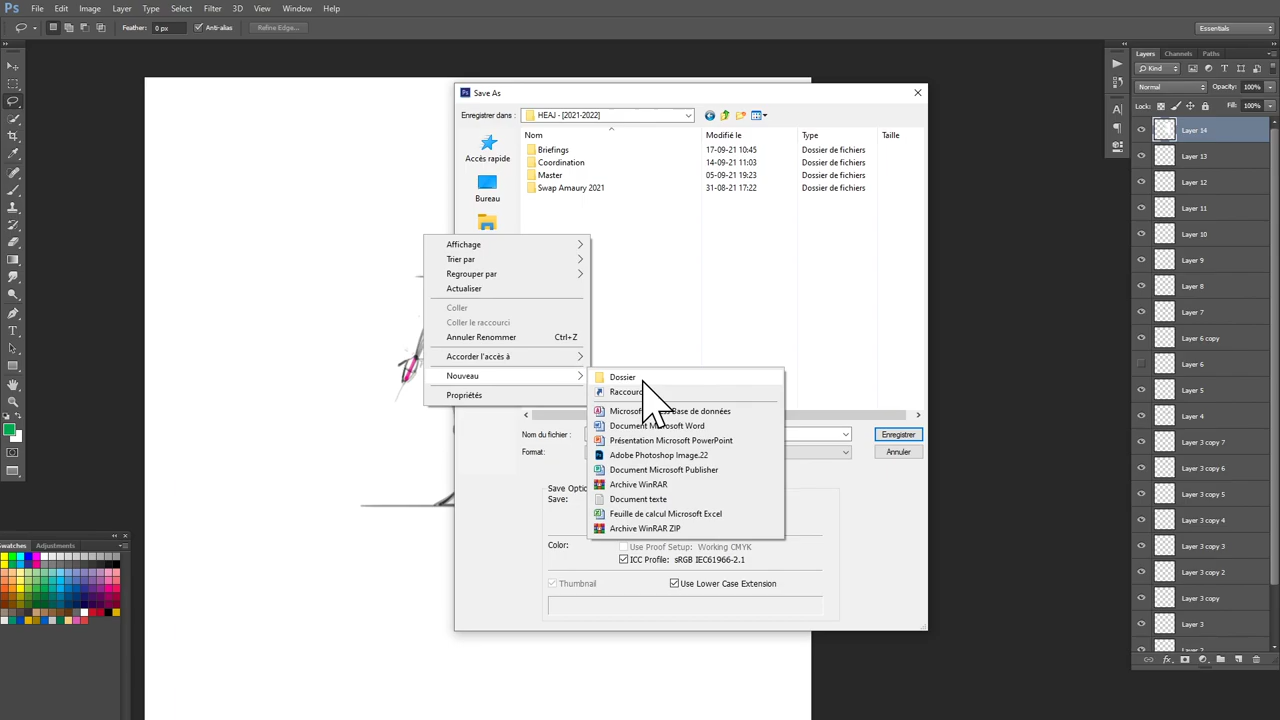 Ps File Edit Image Layer Type Select Filter 3D View Window Help
Feather: 0 px Anti-alias Refine Edge... Essentials
Save As
Enregistrer dans : HEAJ - [2021-2022]
Nom Modifié le Type Taille
Briefings 17-09-21 10:45 Dossier de fichiers
Coordination 14-09-21 11:03 Dossier de fichiers
Master 05-09-21 19:23 Dossier de fichiers
Swap Amaury 2021 31-08-21 17:22 Dossier de fichiers
Accès rapide
Bureau
Affichage
Trier par
Regrouper par
Actualiser
Coller
Coller le raccourci
Annuler Renommer Ctrl+Z
Accorder l'accès à
Nouveau
Propriétés
Dossier
Microsof Base de données
Document Microsoft Word
Présentation Microsoft PowerPoint
Adobe Photoshop Image.22
Document Microsoft Publisher
Archive WinRAR
Document texte
Feuille de calcul Microsoft Excel
Archive WinRAR ZIP
Nom du fichier :
Format:
Enregistrer
Annuler
Save Optio
Save:
Color: Use Proof Setup: Working CMYK
ICC Profile: sRGB IEC61966-2.1
Thumbnail Use Lower Case Extension
Swatches Adjustments
Layers Channels Paths
Kind
Normal Opacity: 100%
Lock: Fill: 100%
Layer 14
Layer 13
Layer 12
Layer 11
Layer 10
Layer 9
Layer 8
Layer 7
Layer 6 copy
Layer 6
Layer 5
Layer 4
Layer 3 copy 7
Layer 3 copy 6
Layer 3 copy 5
Layer 3 copy 4
Layer 3 copy 3
Layer 3 copy 2
Layer 3 copy
Layer 3